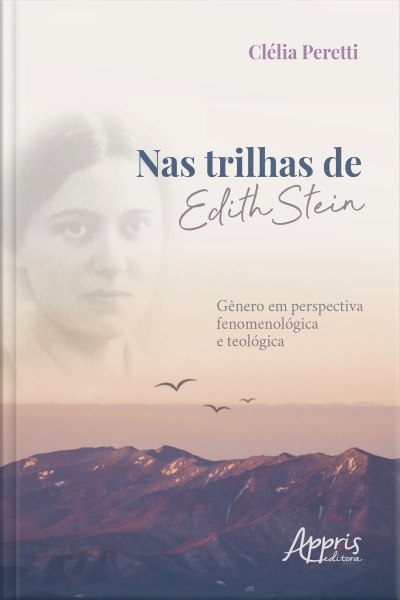 Clélia Peretti
Nas trilhas de
Edith Stein
Gênero em perspectiva
fenomenológica
e teológica
Appris
editora